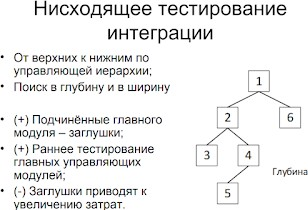 Нисходящее тестирование
интеграции
• От верхних к нижним по
управляющей иерархии;
• Поиск в глубину и в ширину
• (+) Подчинённые главного
модуля – заглушки;
• (+) Раннее тестирование
главных управляющих
модулей;
• (-) Заглушки приводят к
увеличению затрат.
1
2 6
3 4
Глубина
5